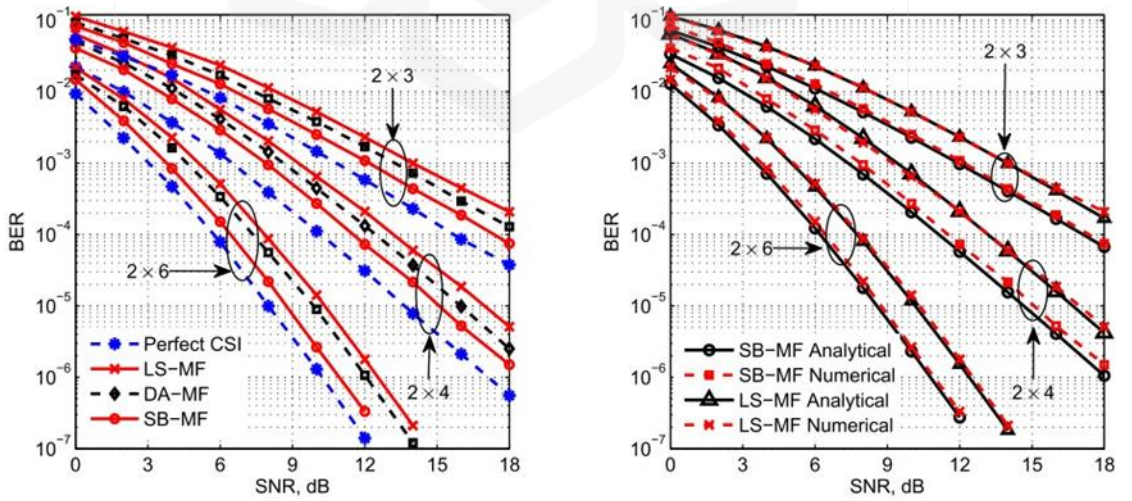 10^-1
10^-2
10^-3
10^-4
10^-5
10^-6
10^-7
BER
0 3 6 9 12 15 18
SNR, dB
2 × 3
2 × 6
2 × 4
Perfect CSI
LS-MF
DA-MF
SB-MF
10^-1
10^-2
10^-3
10^-4
10^-5
10^-6
10^-7
BER
0 3 6 9 12 15 18
SNR, dB
2 × 3
2 × 6
2 × 4
SB-MF Analytical
SB-MF Numerical
LS-MF Analytical
LS-MF Numerical